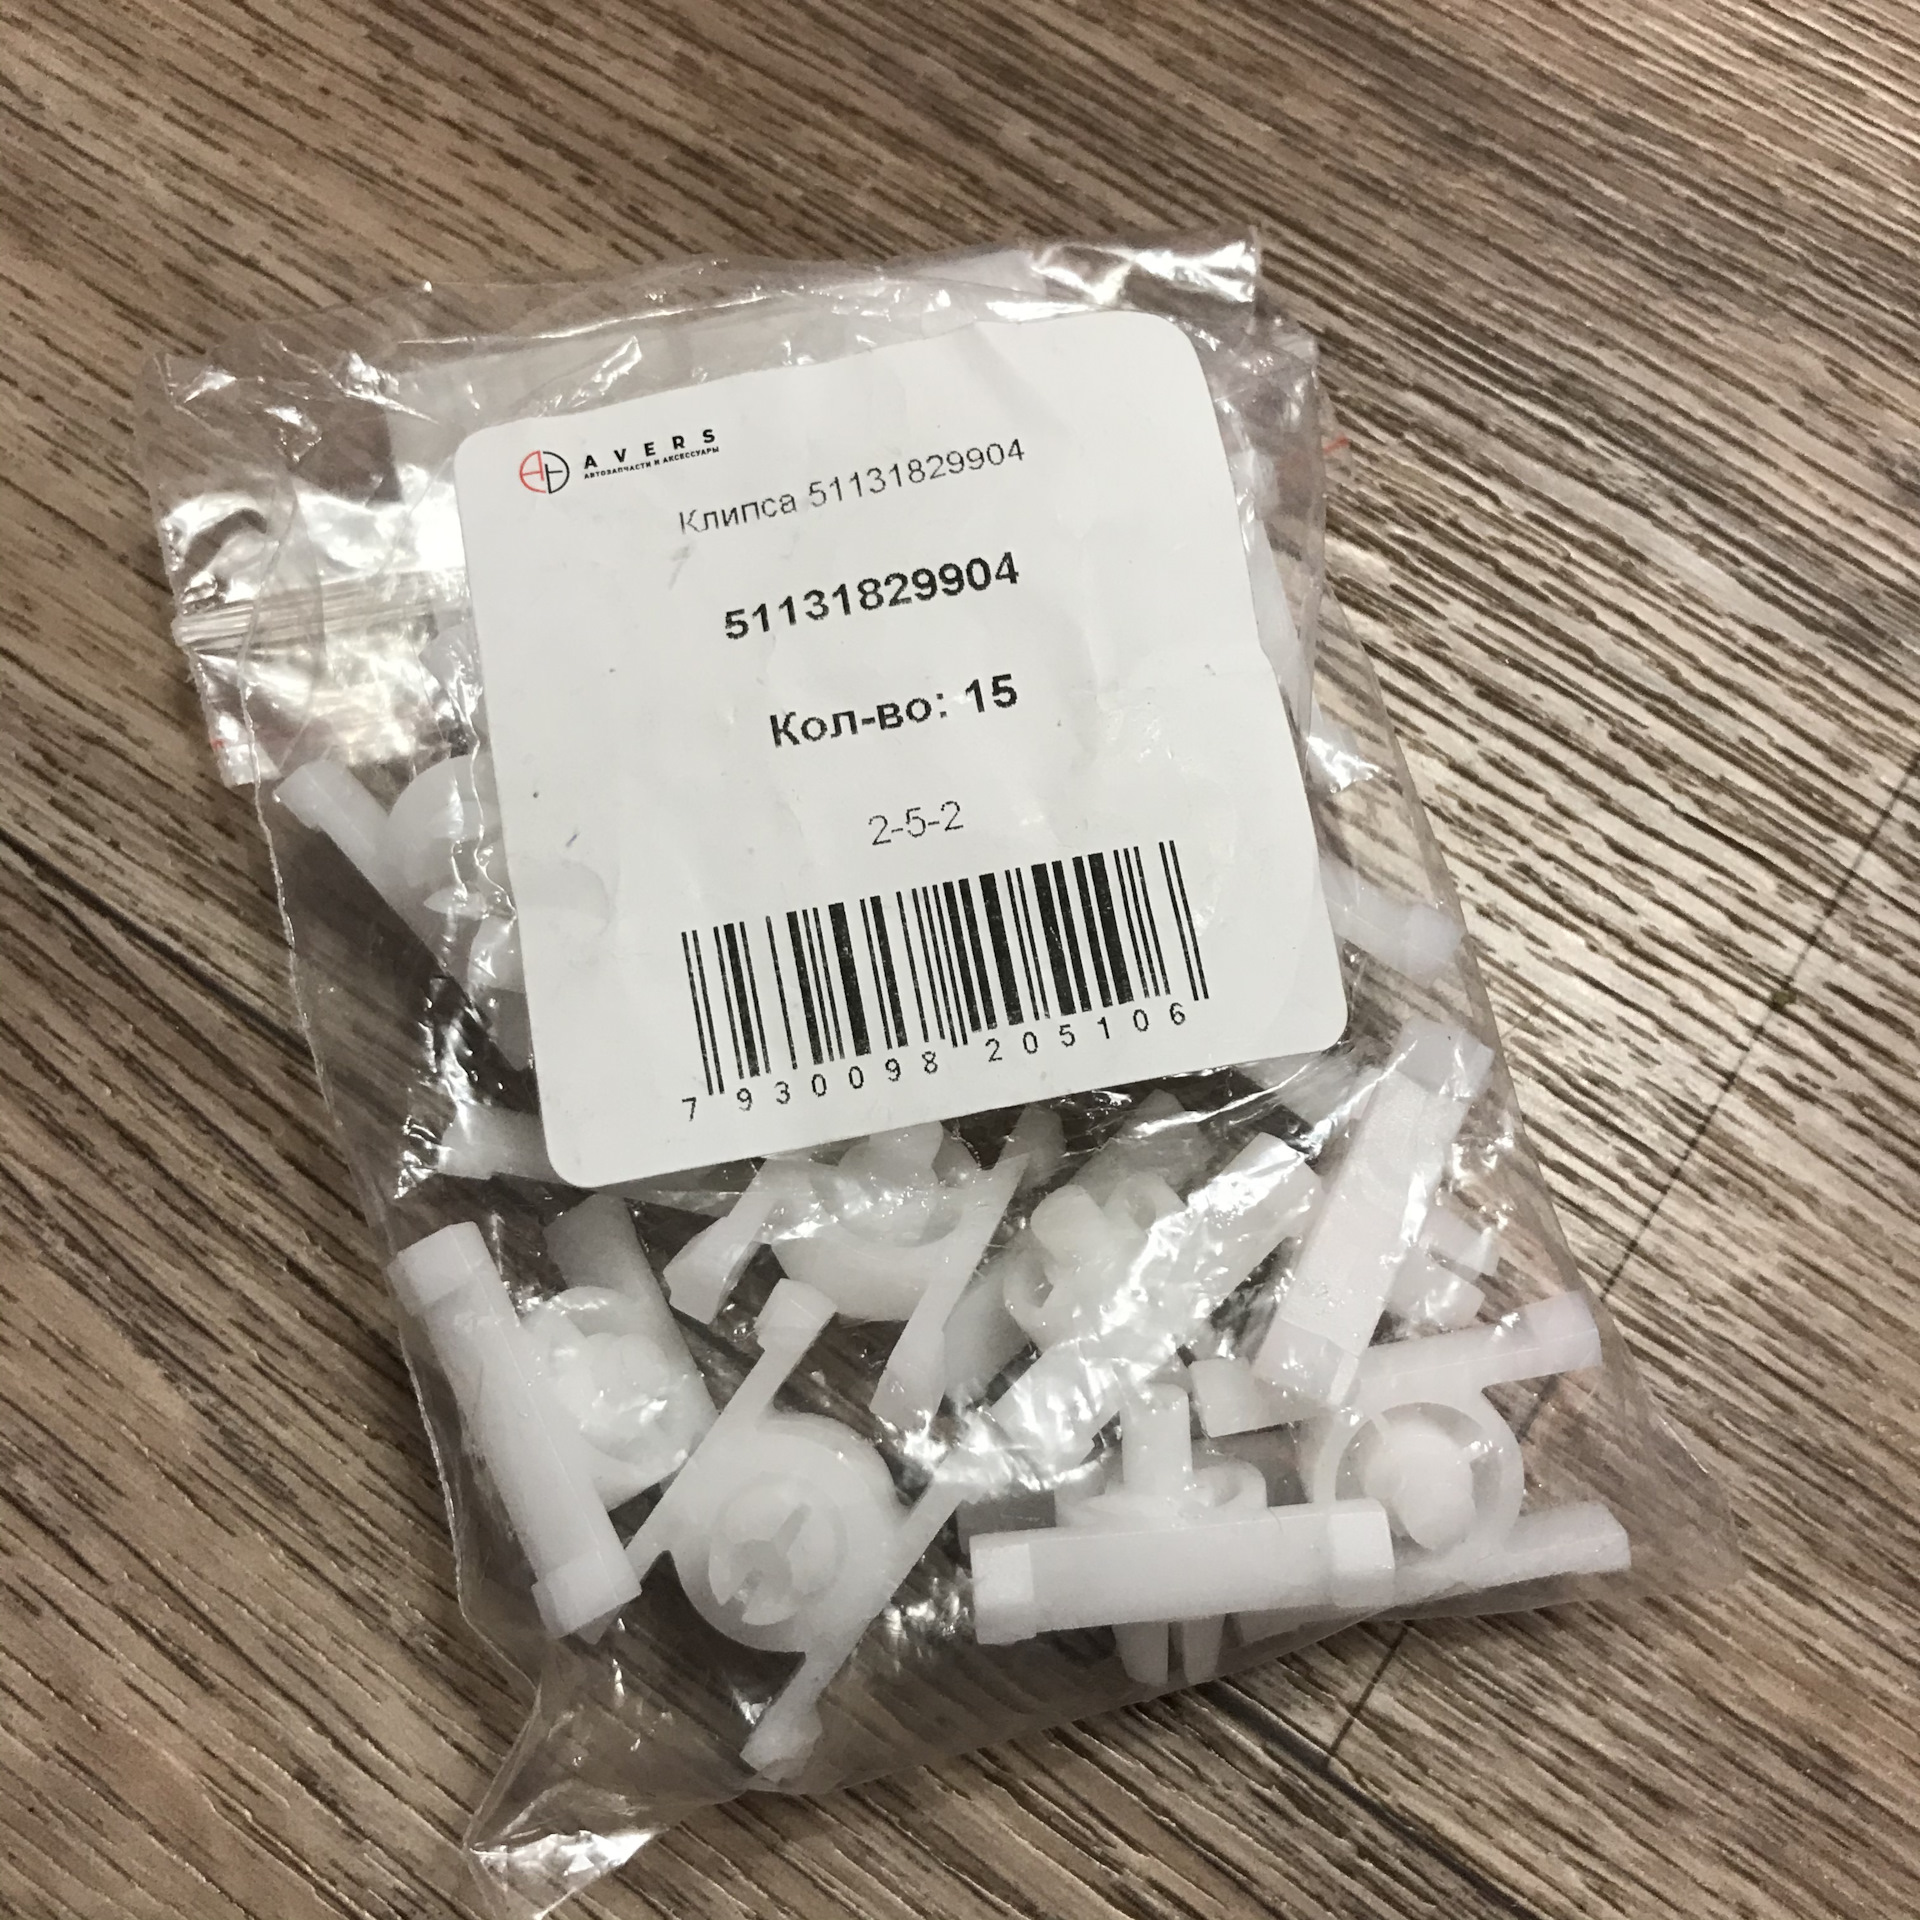 AVERS
АВТОЗАПЧАСТИ И АКСЕССУАРЫ
Клипса 51131829904
51131829904
Кол-во: 15
2-5-2
7 930098 205106